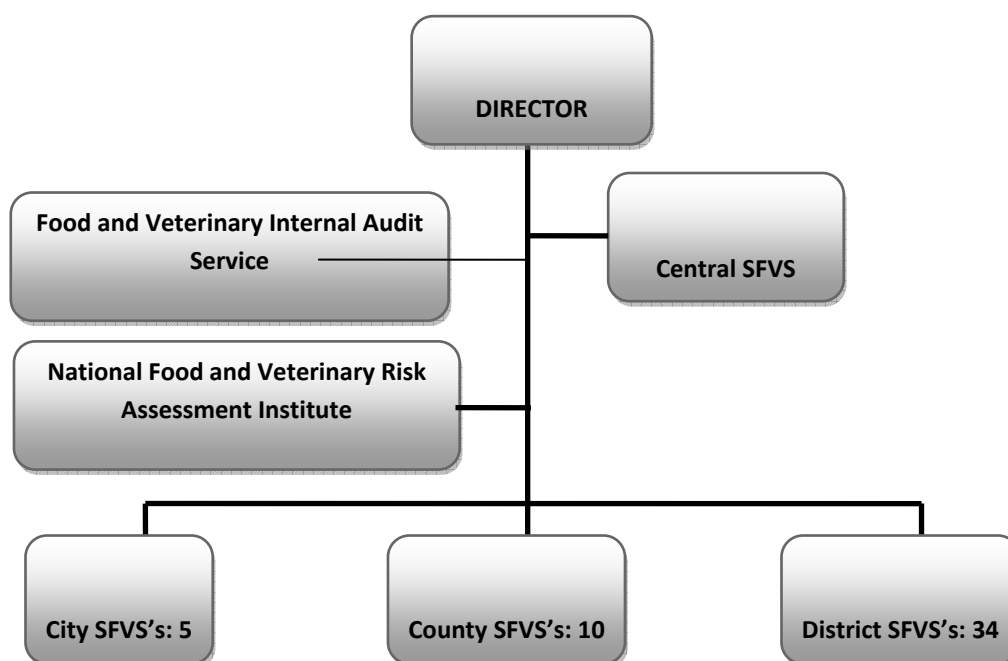 DIRECTOR
Food and Veterinary Internal Audit
Service
Central SFVS
National Food and Veterinary Risk
Assessment Institute
City SFVS’s: 5
County SFVS’s: 10
District SFVS’s: 34